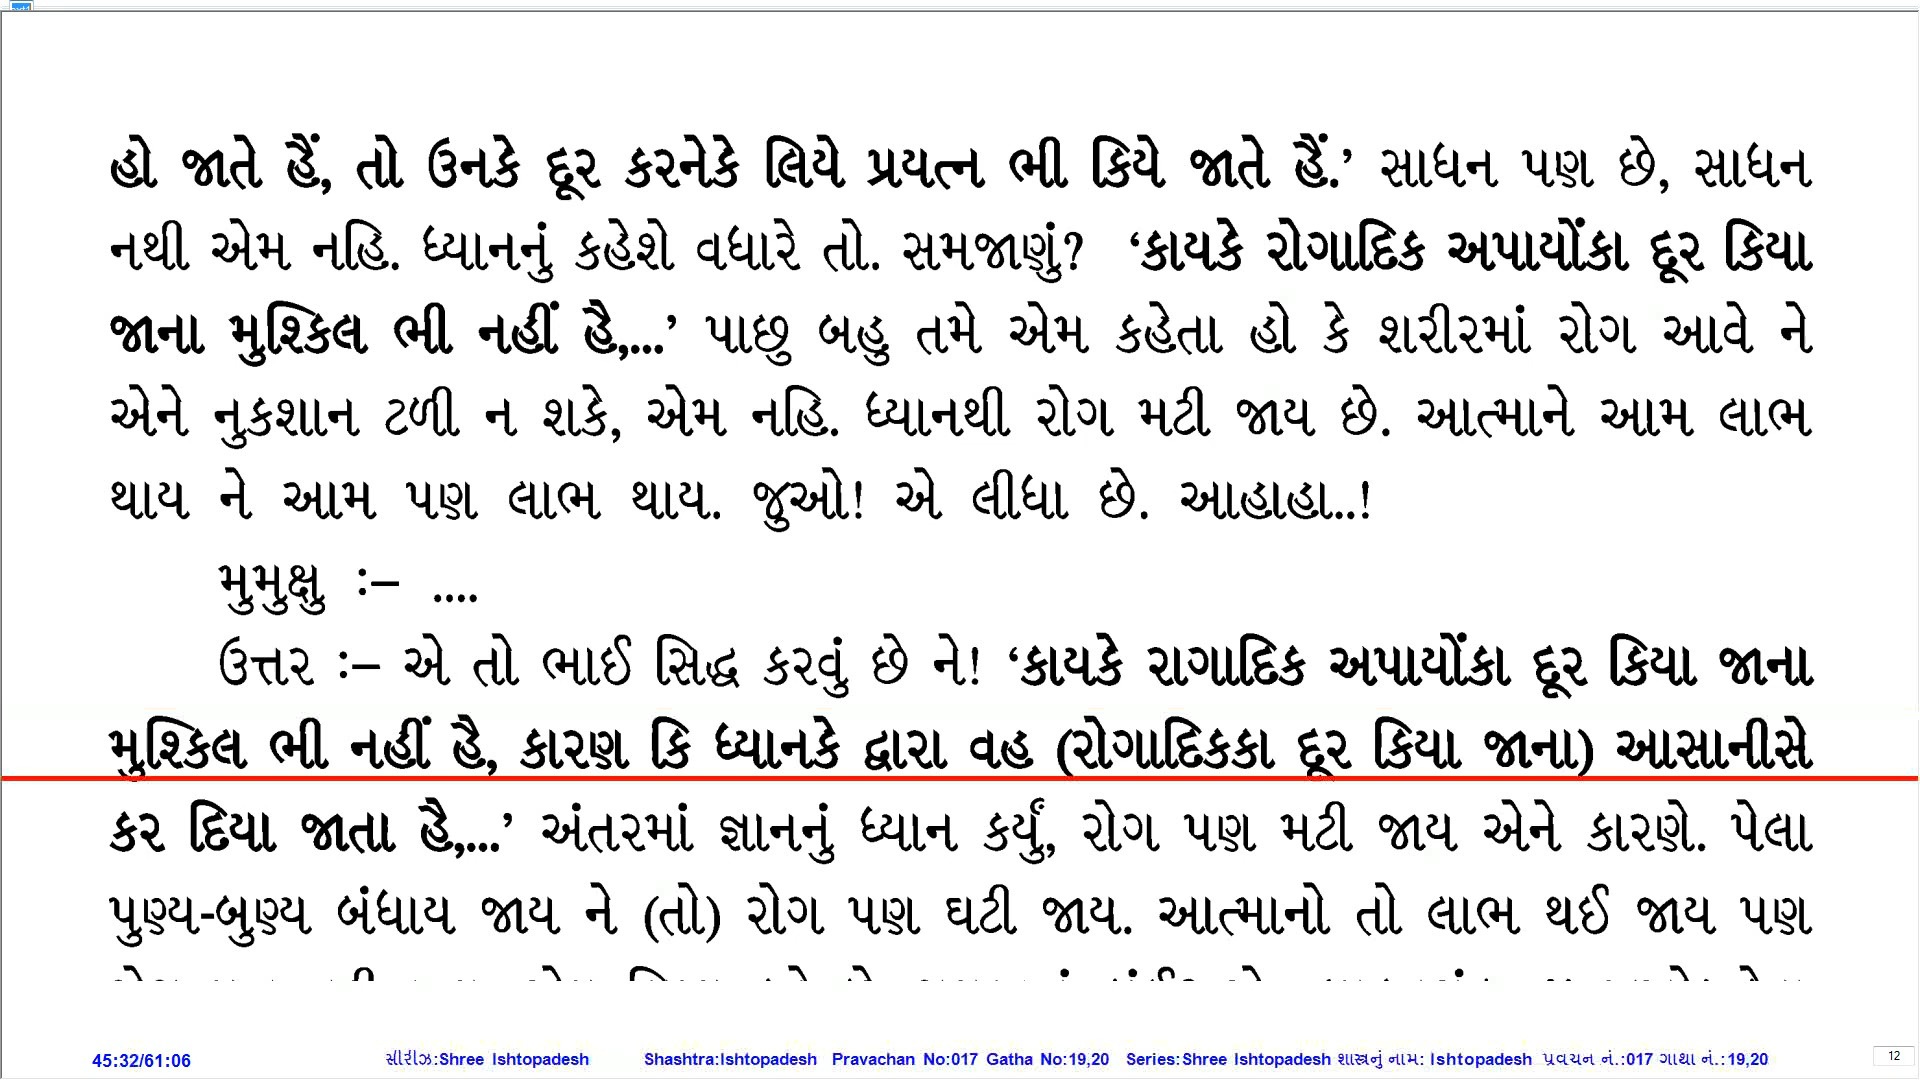 હો જાતે હૈં, તો ઉનકે દૂર કરનેકે લિયે પ્રયત્ન ભી કિયે જાતે હૈં.’ સાધન પણ છે, સાધન
નથી એમ નહિ. ધ્યાનનું કહેશે વધારે તો. સમજાણું? ‘કાયકે રોગાદિક અપાયોંકા દૂર કિયા
જાના મુશ્કિલ ભી નહીં હૈ,...’ પાછુ બહુ તમે એમ કહેતા હો કે શરીરમાં રોગ આવે ને
એને નુકશાન ટળી ન શકે, એમ નહિ. ધ્યાનથી રોગ મટી જાય છે. આત્માને આમ લાભ
થાય ને આમ પણ લાભ થાય. જુઓ! એ લીધા છે. આહાહા..!
મુમુક્ષુ :– ....
ઉત્તર :– એ તો ભાઈ સિદ્ધ કરવું છે ને! ‘કાયકે રાગાદિક અપાયોંકા દૂર કિયા જાના
મુશ્કિલ ભી નહીં હૈ, કારણ કિ ધ્યાનકે દ્વારા વહ (રોગાદિકકા દૂર કિયા જાના) આસાનીસે
કર દિયા જાતા હૈ,...’ અંતરમાં જ્ઞાનનું ધ્યાન કર્યું, રોગ પણ મટી જાય એને કારણે. પેલા
પુણ્ય-બુણ્ય બંધાય જાય ને (તો) રોગ પણ ઘટી જાય. આત્માનો તો લાભ થઈ જાય પણ
45:32/61:06 સીરીઝ:Shree Ishtopadesh Shashtra:Ishtopadesh Pravachan No:017 Gatha No:19,20 Series:Shree Ishtopadesh શાસ્ત્રનું નામ: Ishtopadesh પ્રવચન નં.:017 ગાથા નં.:19,20 12